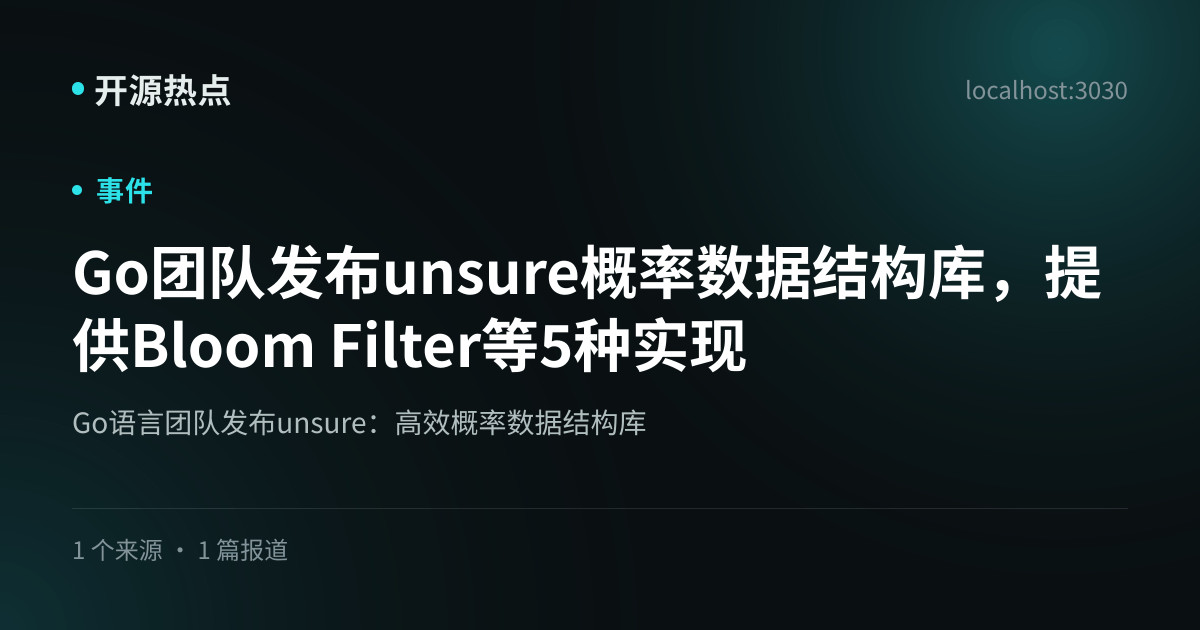 开源热点
localhost:3030
事件
Go团队发布unsure概率数据结构库，提
供Bloom Filter等5种实现
Go语言团队发布unsure：高效概率数据结构库
1 个来源 · 1 篇报道